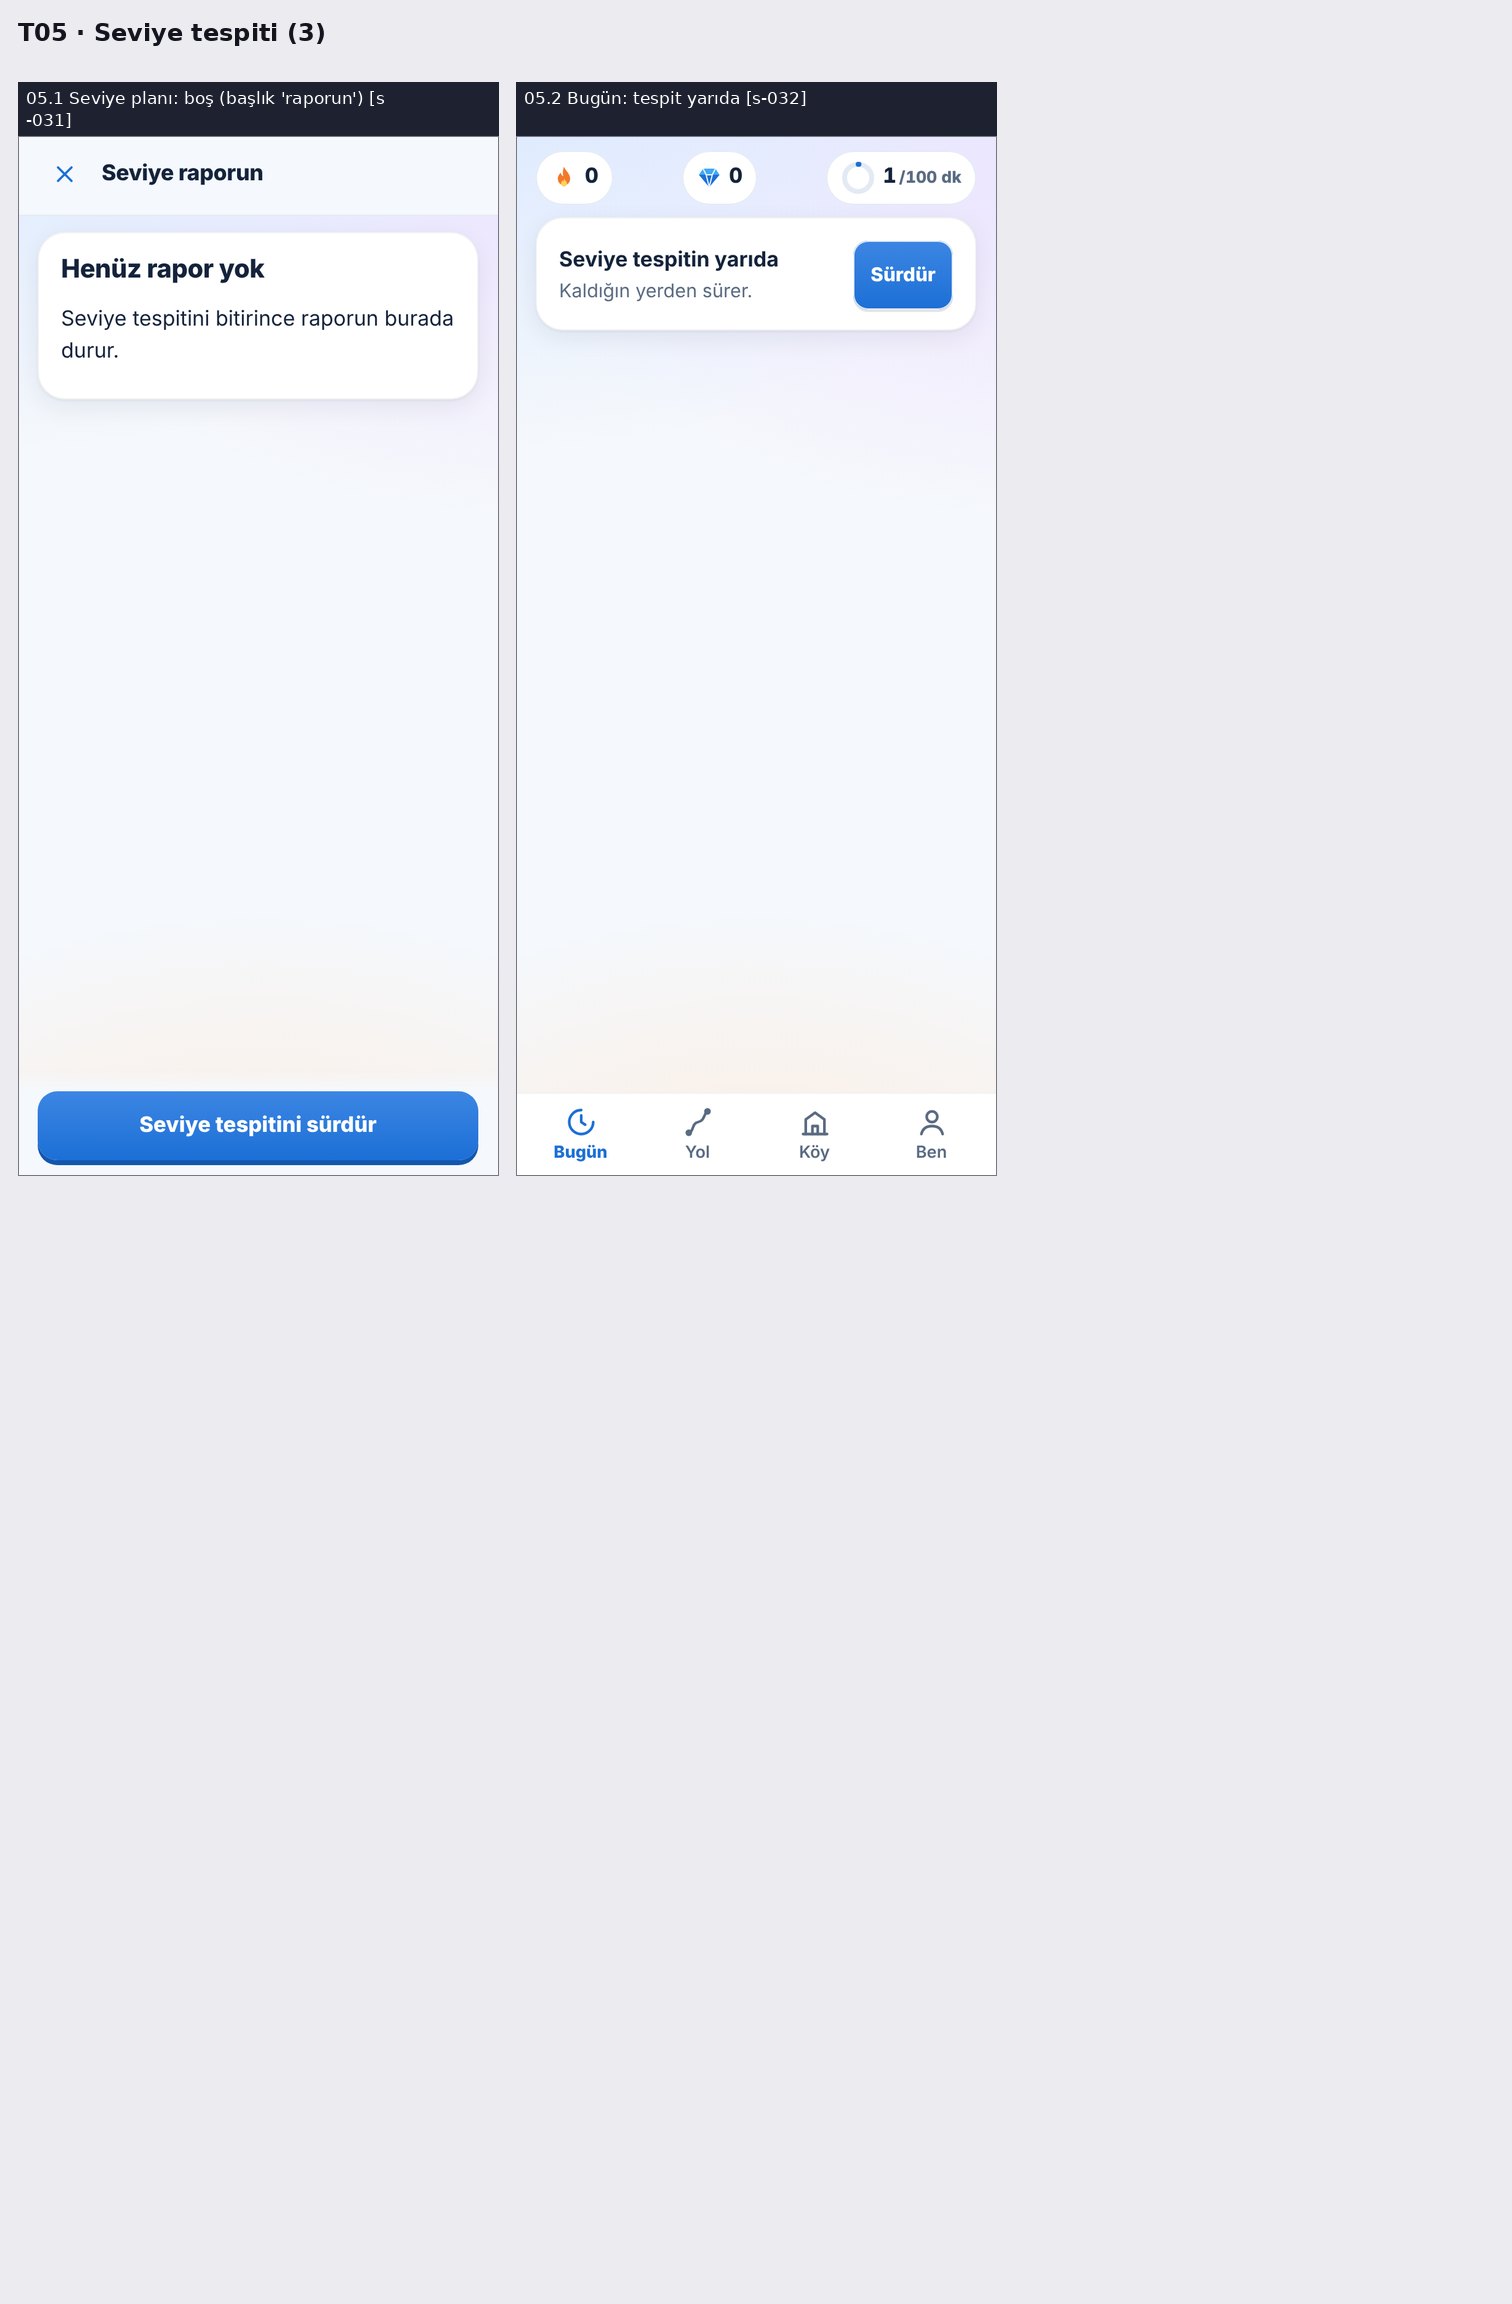 T05 · Seviye tespiti (3)
05.1 Seviye planı: boş (başlık 'raporun') [s
-031]
Seviye raporun
Henüz rapor yok
Seviye tespitini bitirince raporun burada
durur.
Seviye tespitini sürdür
05.2 Bugün: tespit yarıda [s-032]
0
0
1/100 dk
Seviye tespitin yarıda
Kaldığın yerden sürer.
Sürdür
Bugün
Yol
Köy
Ben